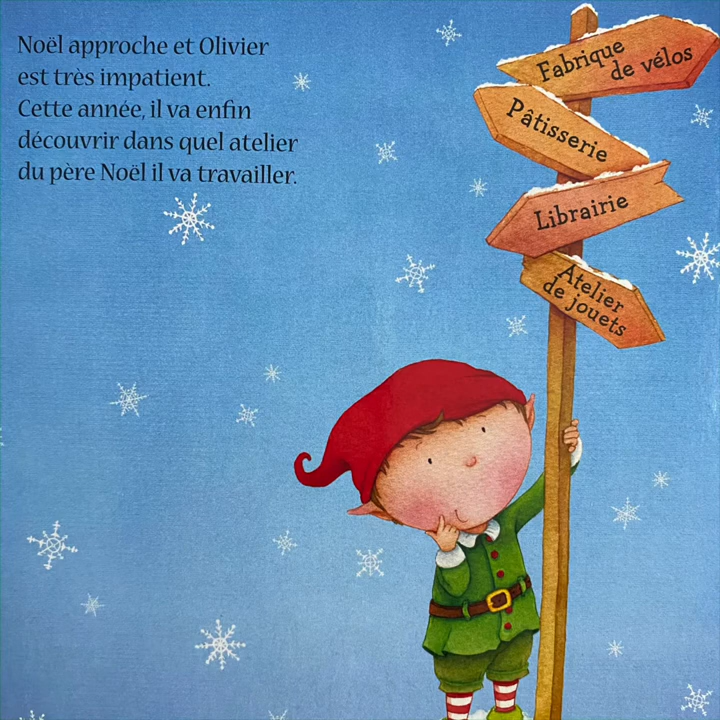 Noël approche et Olivier
est très impatient.
Cette année, il va enfin
découvrir dans quel atelier
du père Noël il va travailler.
Fabrique
de vélos
Pâtisserie
Librairie
Atelier
de jouets